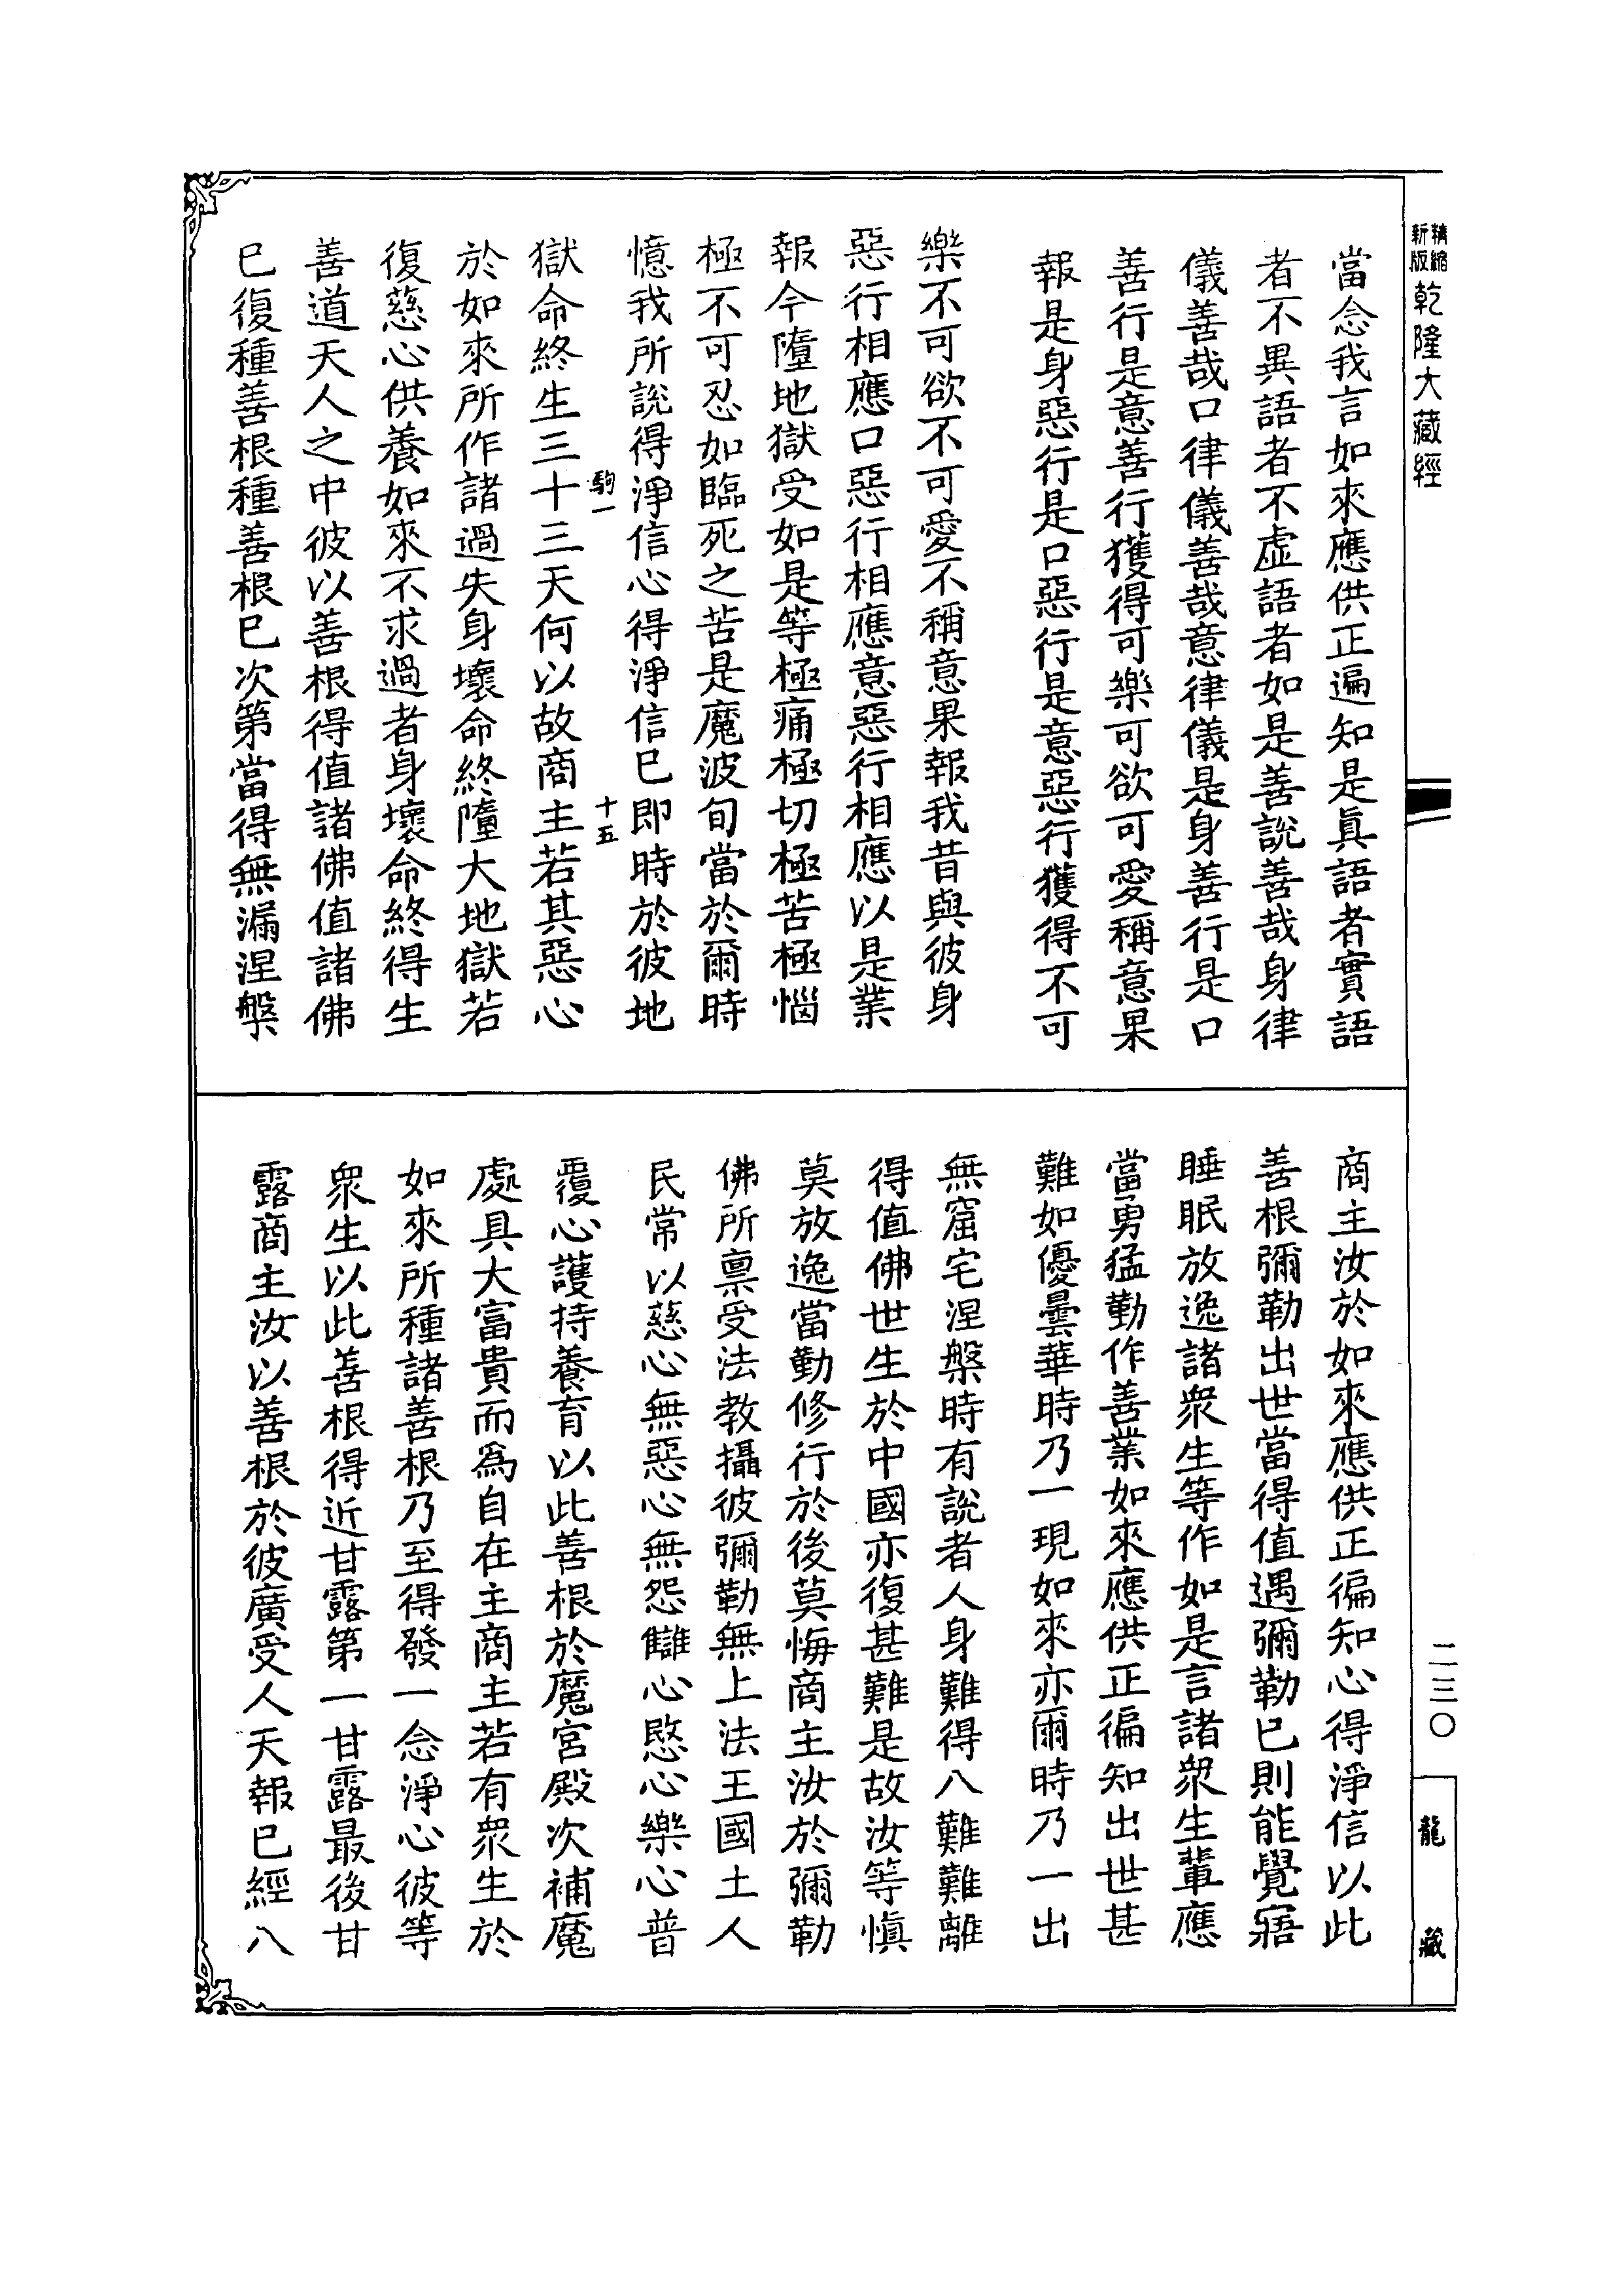 精縮
新版
乾隆大藏經
當念我言如來應供正遍知是眞語者實語
者不異語者不虛語者如是善說善哉身律
儀善哉口律儀善哉意律儀是身善行是口
善行是意善行獲得可樂可欲可愛稱意果
報是身惡行是口惡行是意惡行獲得不可
樂不可欲不可愛不稱意果報我昔與彼身
惡行相應口惡行相應意惡行相應以是業
報今墮地獄受如是等極痛極切極苦極惱
極不可忍如臨死之苦是魔波旬當於爾時
憶我所說得淨信心得淨信已即時於彼地
駒一
十五
獄命終生三十三天何以故商主若其惡心
於如來所作諸過失身壞命終墮大地獄若
復慈心供養如來不求過者身壞命終得生
善道天人之中彼以善根得值諸佛值諸佛
已復種善根種善根已次第當得無漏涅槃
商主汝於如來應供正徧知心得淨信以此
善根彌勒出世當得值遇彌勒已則能覺寤
睡眠放逸諸衆生等作如是言諸衆生輩應
當勇猛勤作善業如來應供正徧知出世甚
難如優曇華時乃一現如來亦爾時乃一出
無窟宅涅槃時有說者人身難得八難難離
得值佛世生於中國亦復甚難是故汝等愼
莫放逸當勤修行於後莫悔商主汝於彌勒
佛所禀受法教攝彼彌勒無上法王國土人
民常以慈心無惡心無怨讎心愍心樂心普
覆心護持養育以此善根於魔宮殿次補魔
處具大富貴而爲自在主商主若有衆生於
如來所種諸善根乃至得發一念淨心彼等
衆生以此善根得近甘露第一甘露最後甘
露商主汝以善根於彼廣受人天報已經八
二三〇
龍藏